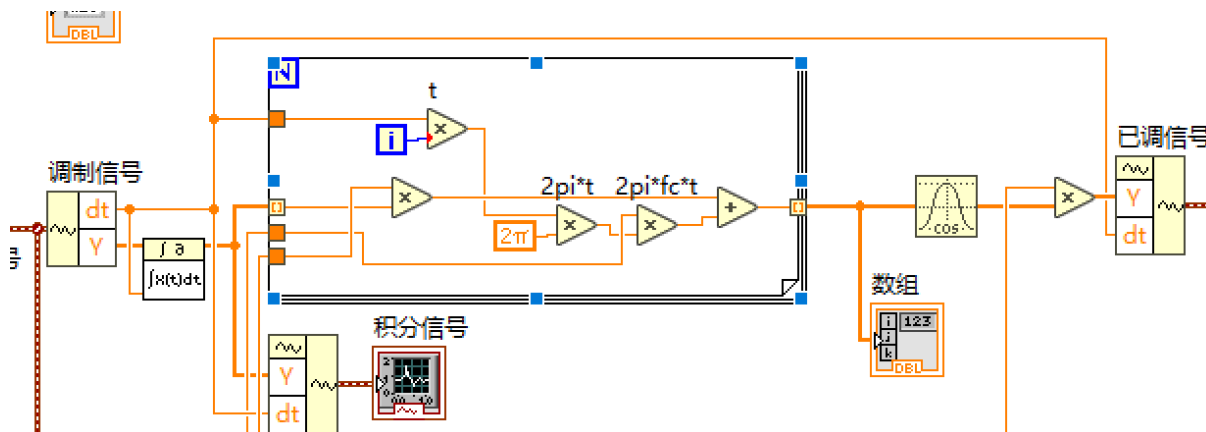 DBL
N
t
i
调制信号
已调信号
dt
Y
2pi*t
2pi*fc*t
2π
∫∂
∫x(t)dt
cos
Y
dt
数组
i
j
k
123
DBL
积分信号
Y
dt